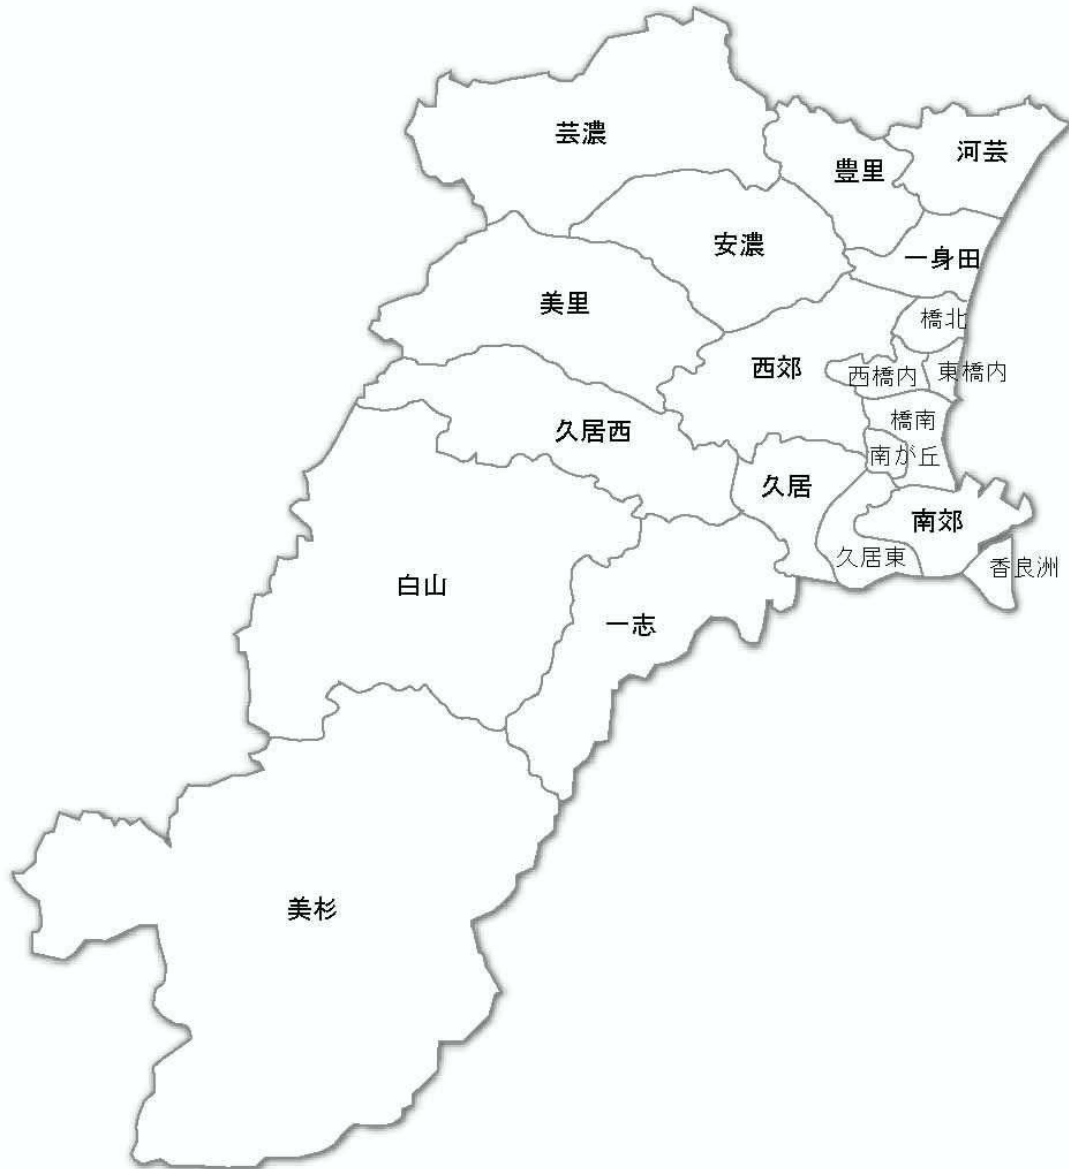 芸濃
河芸
豊里
安濃
一身田
美里
橋北
西郊
西橋内
東橋内
橋南
久居西
南が丘
久居
南郊
久居東
香良洲
白山
一志
美杉